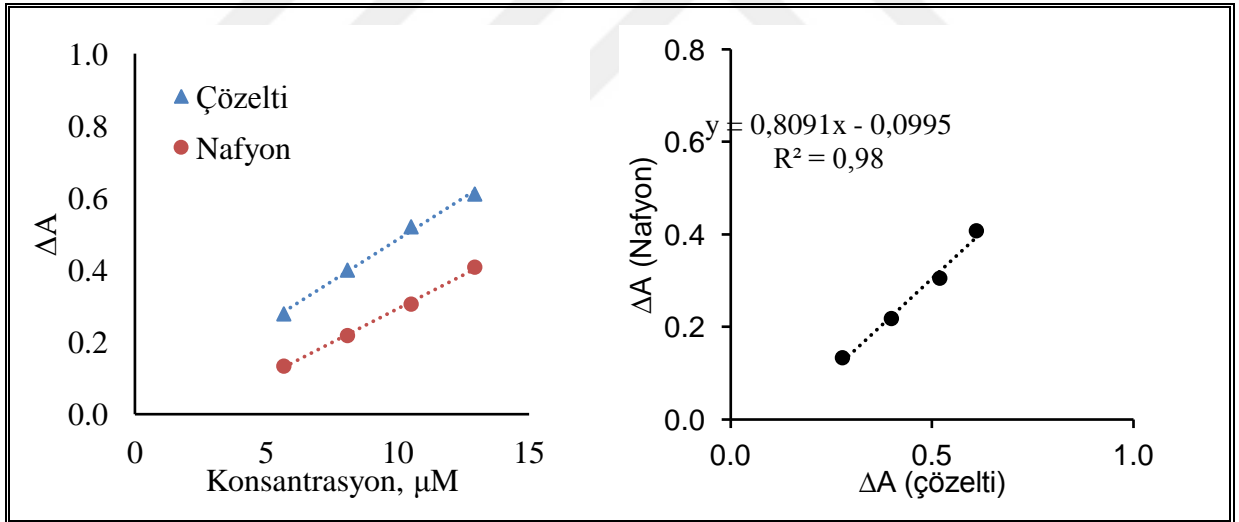 1.0
0.8
0.6
0.4
0.2
0.0
ΔA
Çözelti
Nafyon
0 5 10 15
Konsantrasyon, μM
0.8
0.6
0.4
0.2
0.0
ΔA (Nafyon)
y = 0,8091x - 0,0995
R² = 0,98
0.0 0.5 1.0
ΔA (çözelti)